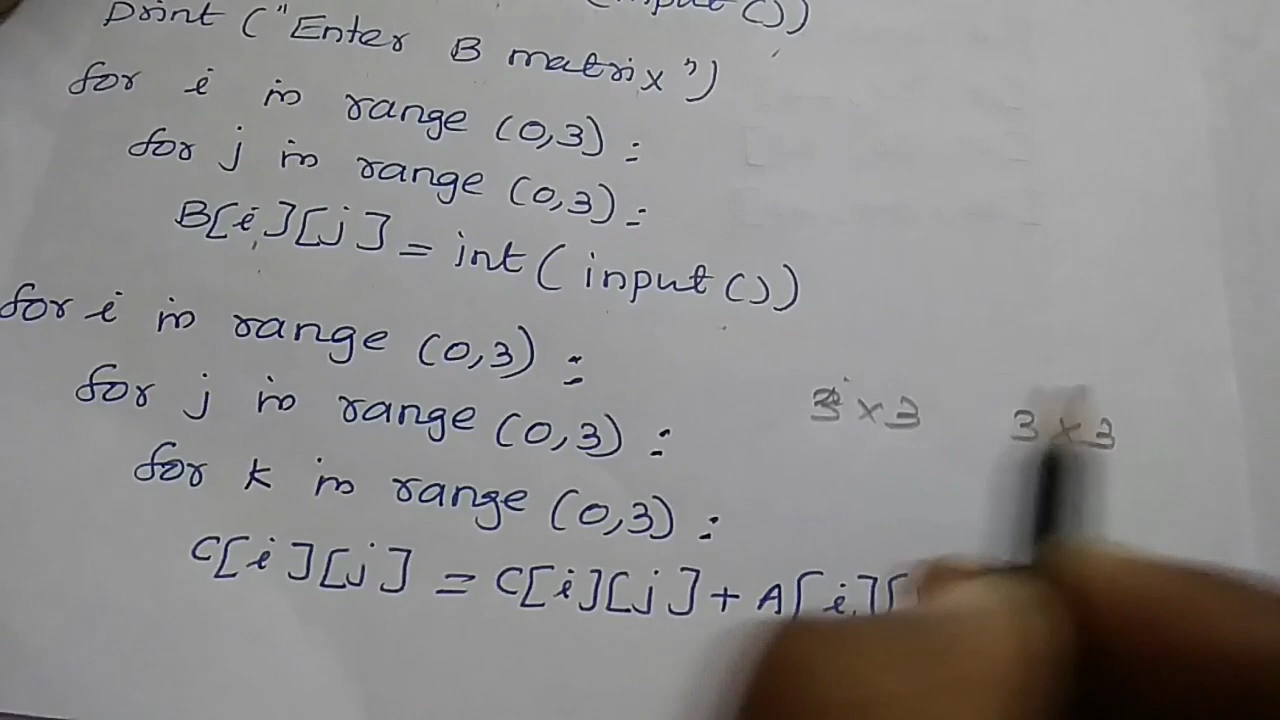 (input())
Print ("Enter B matrix")
for i in range (0,3):
for j in range (0,3):
B[i][j] = int (input())
for i in range (0,3):
for j in range (0,3):
3 x 3 3 x 3
for k in range (0,3):
C[i][j] = C[i][j] + A[i][